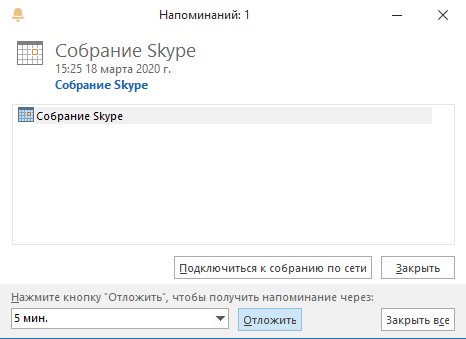 Напоминаний: 1
Собрание Skype
15:25 18 марта 2020 г.
Собрание Skype
Собрание Skype
Подключиться к собранию по сети
Закрыть
Нажмите кнопку "Отложить", чтобы получить напоминание через:
5 мин.
Отложить
Закрыть все